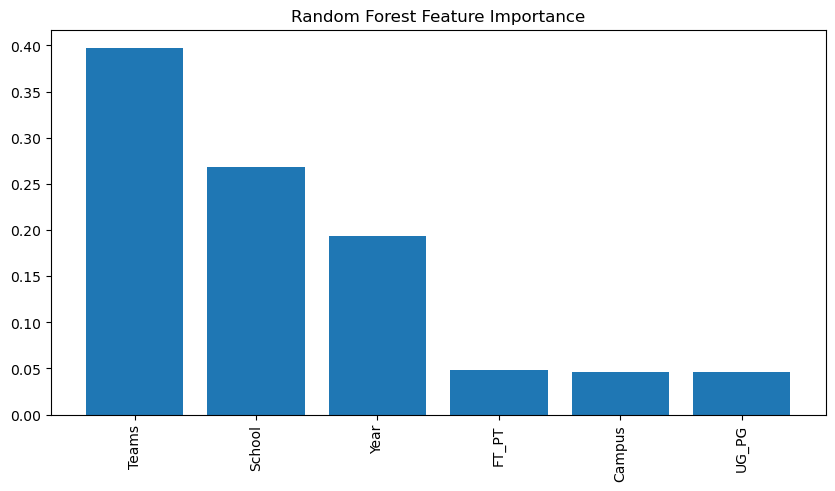 Random Forest Feature Importance
0.40
0.35
0.30
0.25
0.20
0.15
0.10
0.05
0.00
Teams
School
Year
FT_PT
Campus
UG_PG